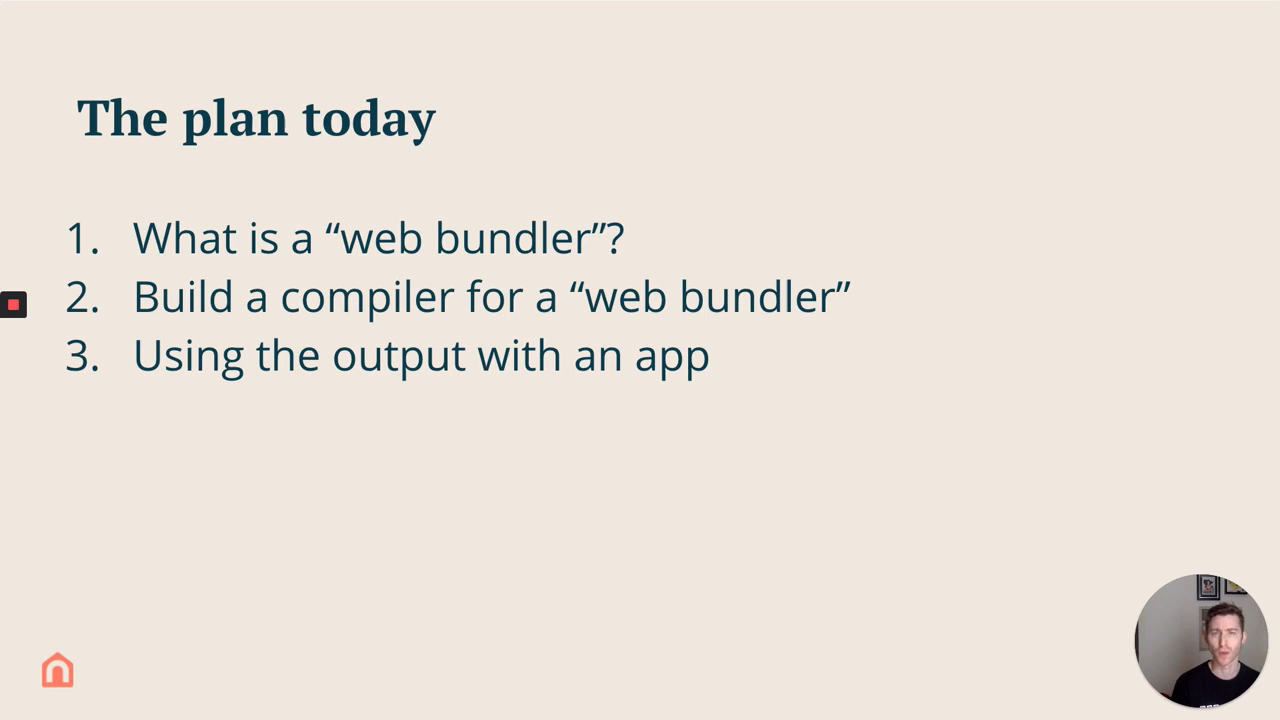 The plan today
1. What is a “web bundler”?
2. Build a compiler for a “web bundler”
3. Using the output with an app